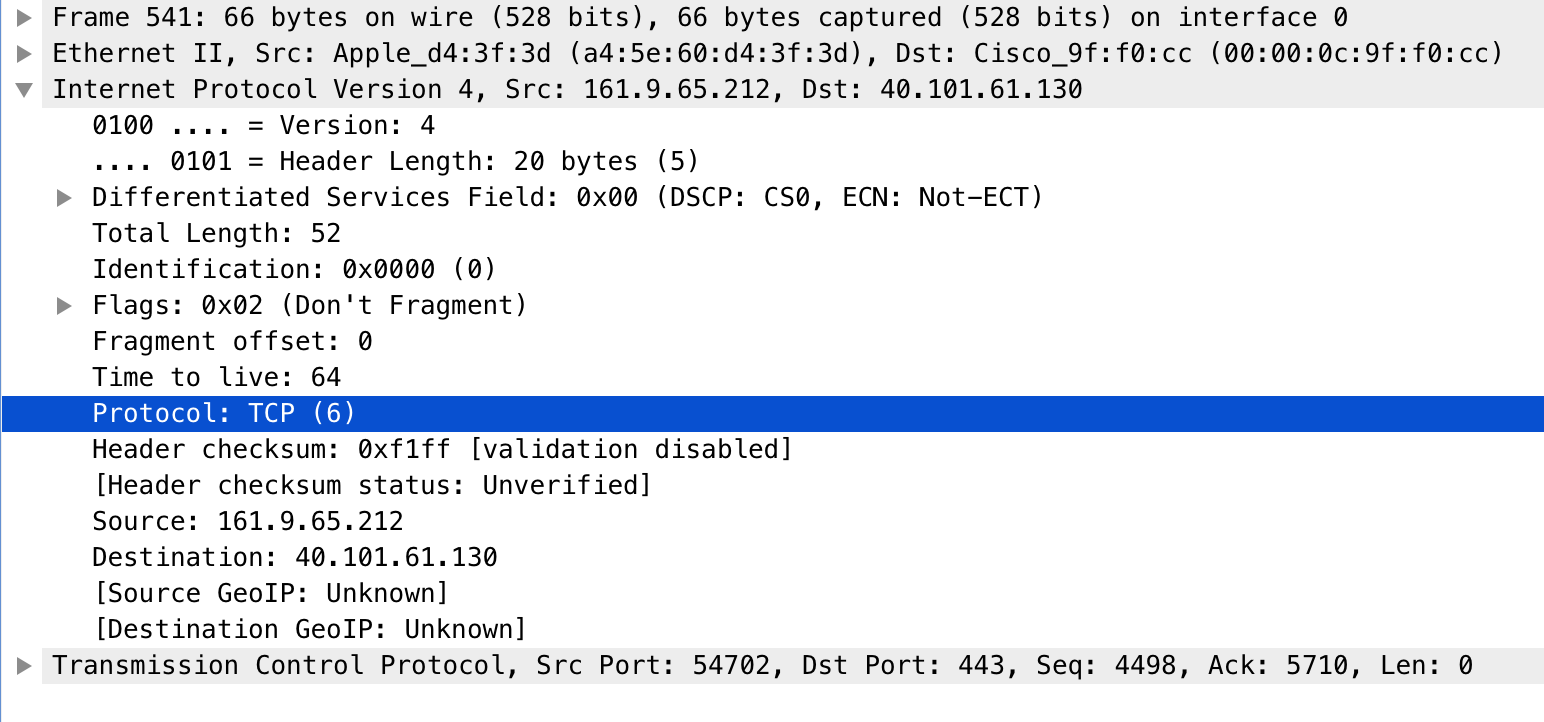 Frame 541: 66 bytes on wire (528 bits), 66 bytes captured (528 bits) on interface 0
Ethernet II, Src: Apple_d4:3f:3d (a4:5e:60:d4:3f:3d), Dst: Cisco_9f:f0:cc (00:00:0c:9f:f0:cc)
Internet Protocol Version 4, Src: 161.9.65.212, Dst: 40.101.61.130
0100 .... = Version: 4
.... 0101 = Header Length: 20 bytes (5)
Differentiated Services Field: 0x00 (DSCP: CS0, ECN: Not-ECT)
Total Length: 52
Identification: 0x0000 (0)
Flags: 0x02 (Don't Fragment)
Fragment offset: 0
Time to live: 64
Protocol: TCP (6)
Header checksum: 0xf1ff [validation disabled]
[Header checksum status: Unverified]
Source: 161.9.65.212
Destination: 40.101.61.130
[Source GeoIP: Unknown]
[Destination GeoIP: Unknown]
Transmission Control Protocol, Src Port: 54702, Dst Port: 443, Seq: 4498, Ack: 5710, Len: 0